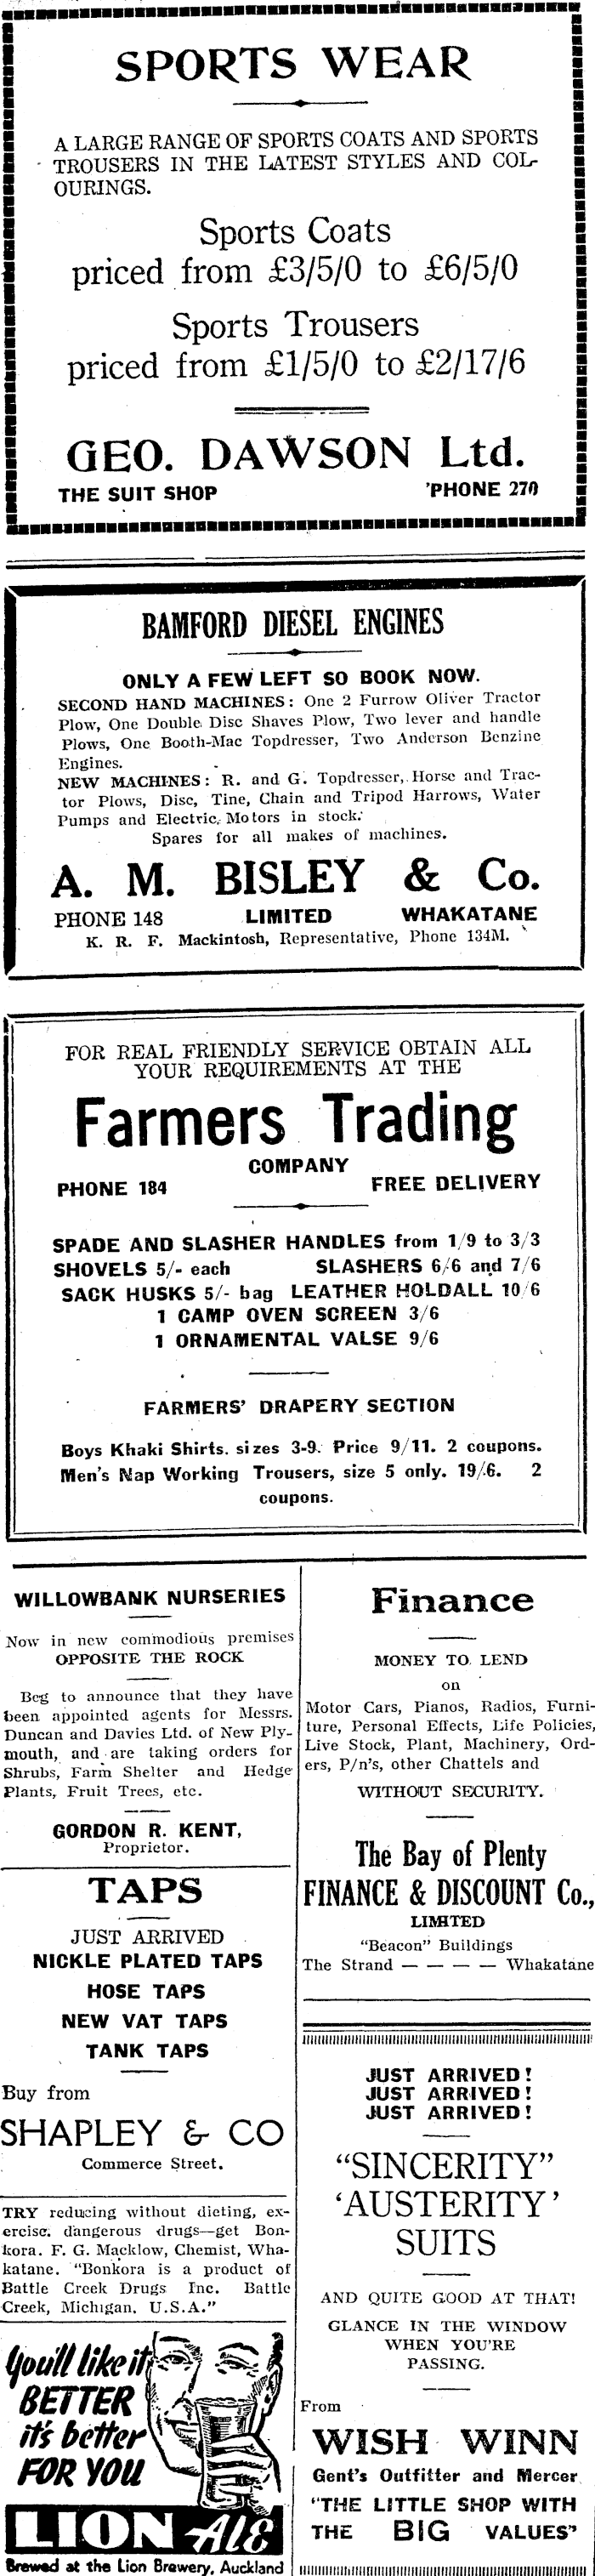 SPORTS WEAR
A LARGE RANGE OF SPORTS COATS AND SPORTS
TROUSERS IN THE LATEST STYLES AND COL-
OURINGS.
Sports Coats
priced from £3/5/0 to £6/5/0
Sports Trousers
priced from £1/5/0 to £2/17/6
GEO. DAWSON Ltd.
THE SUIT SHOP 'PHONE 270
BAMFORD DIESEL ENGINES
ONLY A FEW LEFT SO BOOK NOW.
SECOND HAND MACHINES: One 2 Furrow Oliver Tractor
Plow, One Double Disc Shaves Plow, Two lever and handle
Plows, One Booth-Mac Topdresser, Two Anderson Benzine
Engines.
NEW MACHINES: R. and G. Topdresser, Horse and Trac-
tor Plows, Disc, Tine, Chain and Tripod Harrows, Water
Pumps and Electric, Motors in stock.
Spares for all makes of machines.
A. M. BISLEY & Co.
PHONE 148 LIMITED WHAKATANE
K. R. F. Mackintosh, Representative, Phone 134M.
FOR REAL FRIENDLY SERVICE OBTAIN ALL
YOUR REQUIREMENTS AT THE
Farmers Trading
COMPANY
PHONE 184 FREE DELIVERY
SPADE AND SLASHER HANDLES from 1/9 to 3/3
SHOVELS 5/- each SLASHERS 6/6 and 7/6
SACK HUSKS 5/- bag LEATHER HOLDALL 10/6
1 CAMP OVEN SCREEN 3/6
1 ORNAMENTAL VALSE 9/6
FARMERS' DRAPERY SECTION
Boys Khaki Shirts. sizes 3-9. Price 9/11. 2 coupons.
Men's Nap Working Trousers, size 5 only. 19/6. 2
coupons.
WILLOWBANK NURSERIES
Now in new commodious premises
OPPOSITE THE ROCK
Beg to announce that they have
been appointed agents for Messrs.
Duncan and Davies Ltd. of New Ply-
mouth, and are taking orders for
Shrubs, Farm Shelter and Hedge
Plants, Fruit Trees, etc.
GORDON R. KENT,
Proprietor.
TAPS
JUST ARRIVED
NICKLE PLATED TAPS
HOSE TAPS
NEW VAT TAPS
TANK TAPS
Buy from
SHAPLEY & CO
Commerce Street.
TRY reducing without dieting, ex-
ercise, dangerous drugs—get Bon-
kora. F. G. Macklow, Chemist, Wha-
katane. "Bonkora is a product of
Battle Creek Drugs Inc. Battle
Creek, Michigan. U.S.A."
You'll like it
BETTER
it's better
FOR YOU
LION ALE
Brewed at the Lion Brewery, Auckland
Finance
MONEY TO LEND
on
Motor Cars, Pianos, Radios, Furni-
ture, Personal Effects, Life Policies,
Live Stock, Plant, Machinery, Ord-
ers, P/n's, other Chattels and
WITHOUT SECURITY.
The Bay of Plenty
FINANCE & DISCOUNT Co.,
LIMITED
"Beacon" Buildings
The Strand — — — — Whakatane
JUST ARRIVED!
JUST ARRIVED!
JUST ARRIVED!
"SINCERITY"
'AUSTERITY'
SUITS
AND QUITE GOOD AT THAT!
GLANCE IN THE WINDOW
WHEN YOU'RE
PASSING.
From
WISH WINN
Gent's Outfitter and Mercer
"THE LITTLE SHOP WITH
THE BIG VALUES"